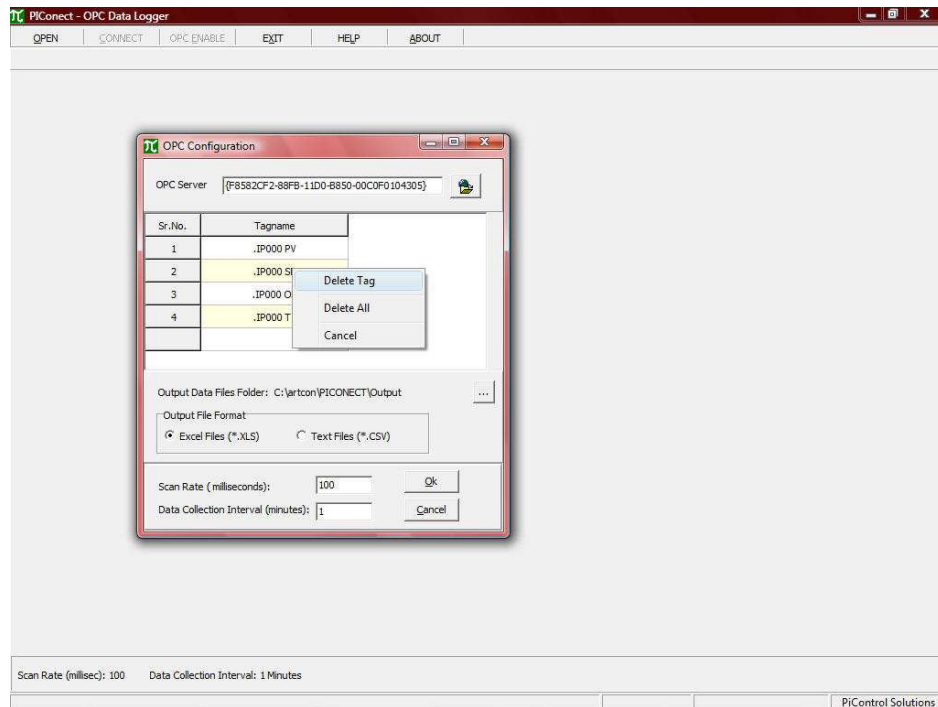 PIConect - OPC Data Logger
OPEN CONNECT OPC ENABLE EXIT HELP ABOUT
OPC Configuration
OPC Server {F8582CF2-88FB-11D0-B850-00C0F0104305}
Sr.No. Tagname
1 .IP000 PV
2 .IP000 S
Delete Tag
3 .IP000 O
Delete All
4 .IP000 T
Cancel
Output Data Files Folder: C:\artcon\PICONECT\Output ...
Output File Format
Excel Files (*.XLS) Text Files (*.CSV)
Scan Rate ( milliseconds): 100 Ok
Data Collection Interval (minutes): 1 Cancel
Scan Rate (millisec): 100 Data Collection Interval: 1 Minutes
PiControl Solutions